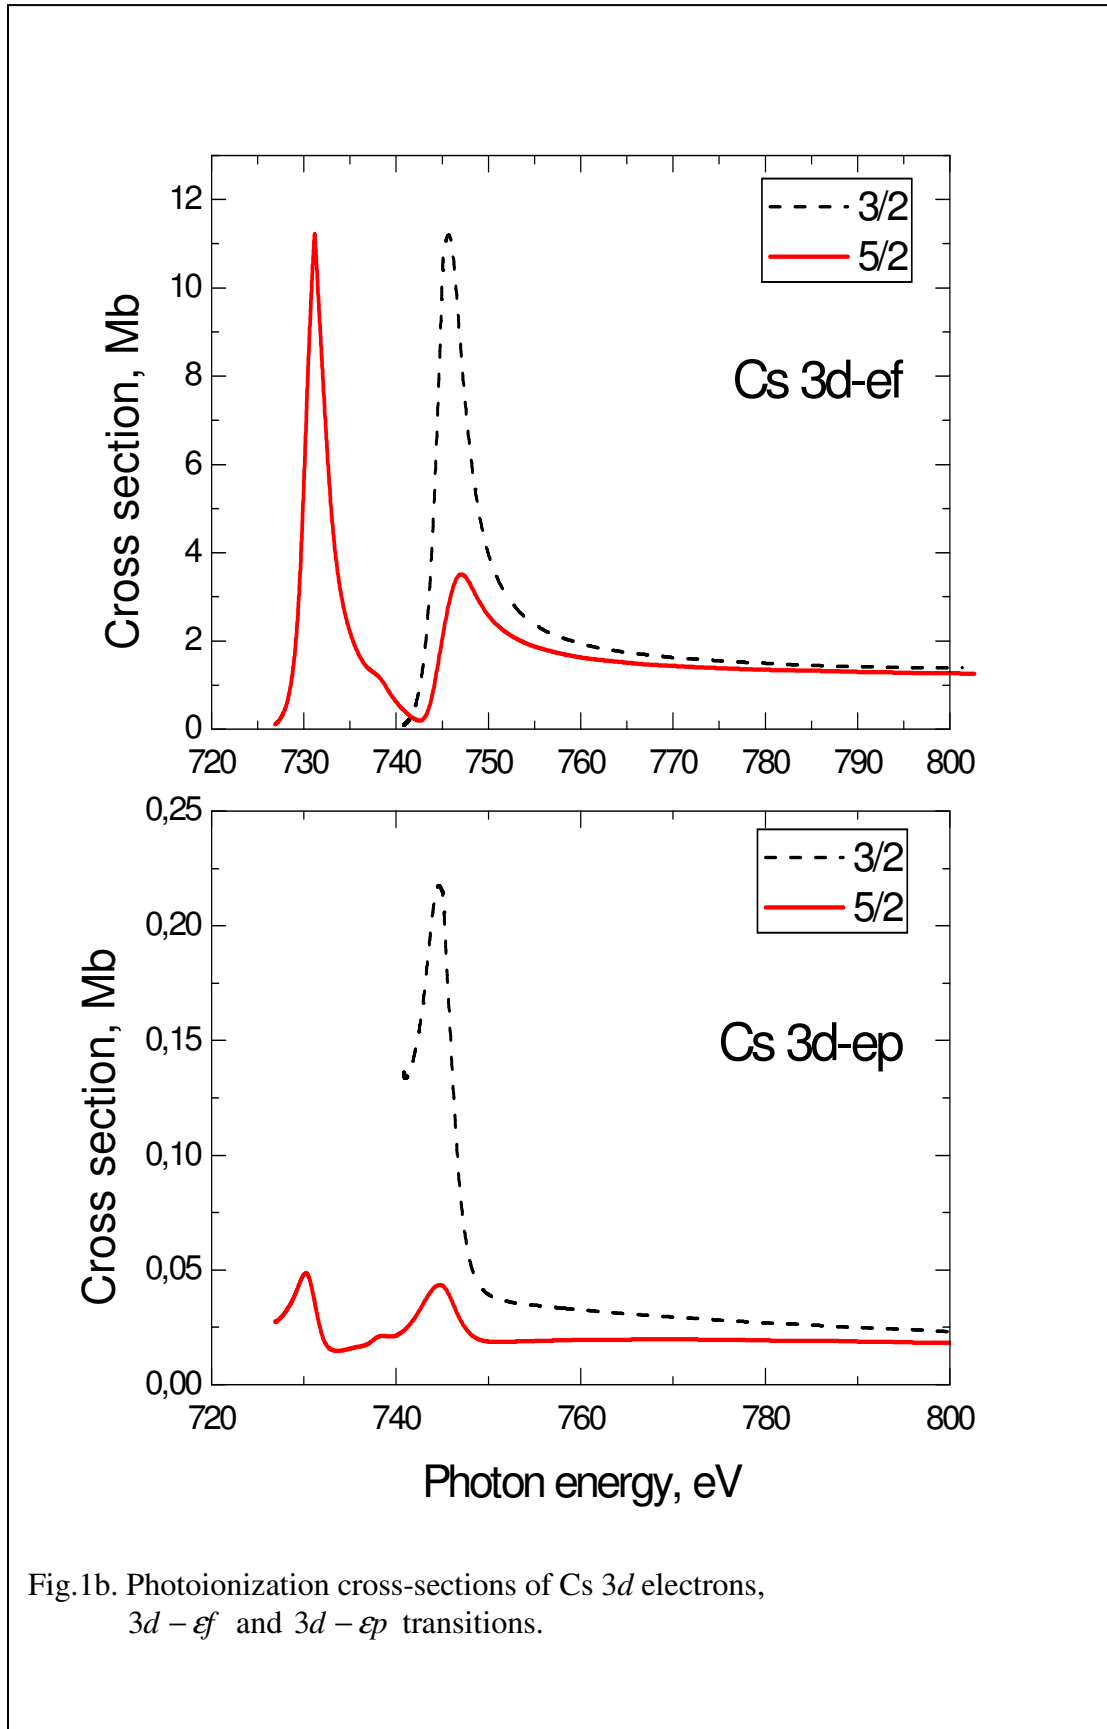 12
10
8
6
4
2
0
Cross section, Mb
3/2
5/2
Cs 3d-ef
720 730 740 750 760 770 780 790 800
0,25
0,20
0,15
0,10
0,05
0,00
Cross section, Mb
3/2
5/2
Cs 3d-ep
720 740 760 780 800
Photon energy, eV
Fig.1b. Photoionization cross-sections of Cs 3d electrons,
3d − εf and 3d − εp transitions.